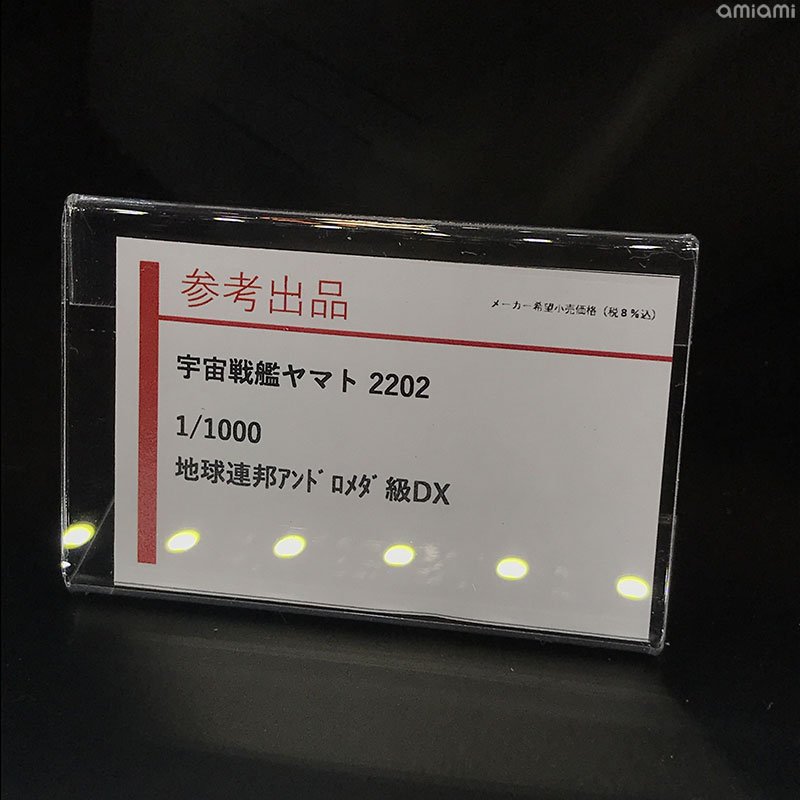 amiami
参考出品
メーカー希望小売価格（税8%込）
宇宙戦艦ヤマト 2202
1/1000
地球連邦ｱﾝﾄﾞﾛﾒﾀﾞ級DX